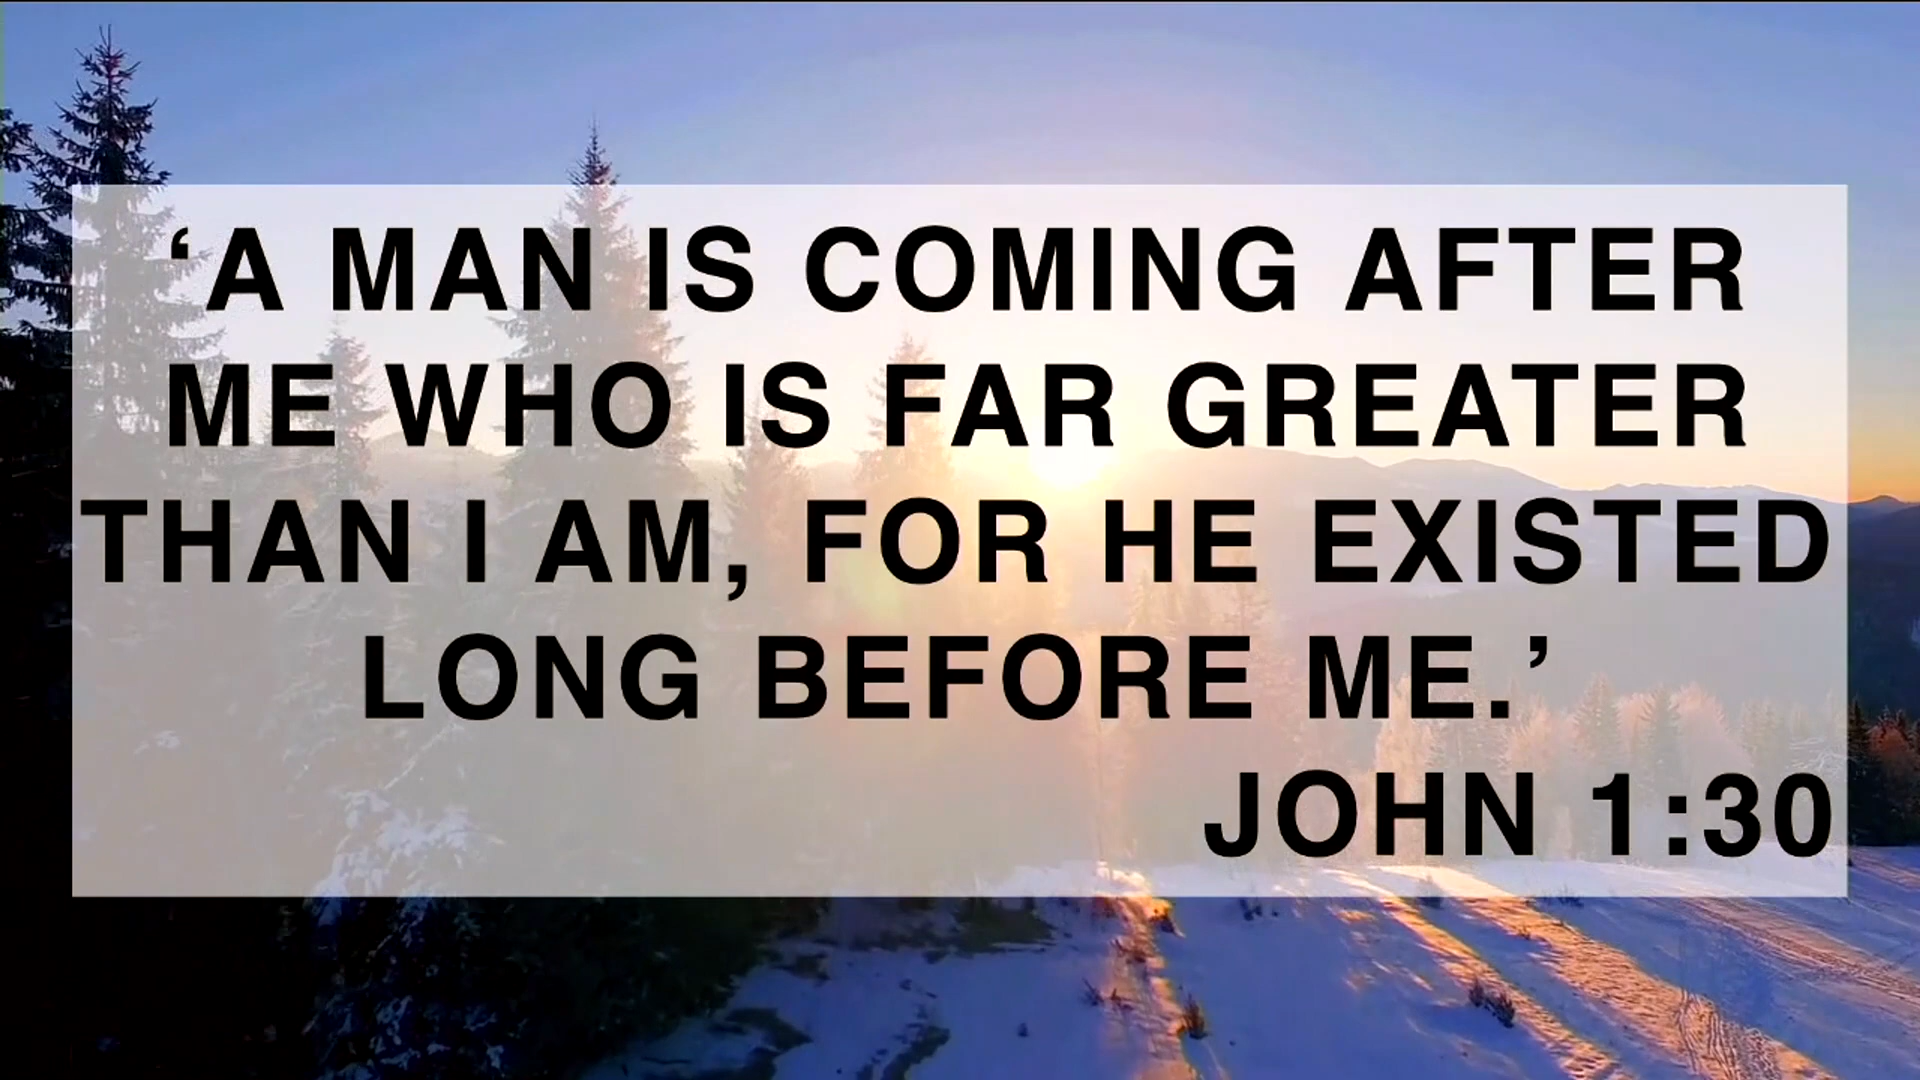 ‘A MAN IS COMING AFTER
ME WHO IS FAR GREATER
THAN I AM, FOR HE EXISTED
LONG BEFORE ME.’
JOHN 1:30